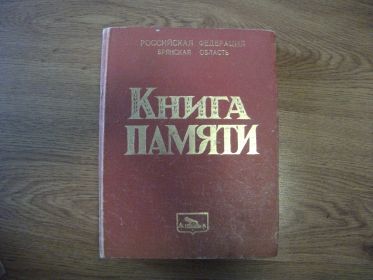 РОССИЙСКАЯ ФЕДЕРАЦИЯ
БРЯНСКАЯ ОБЛАСТЬ
КНИГА
ПАМЯТИ